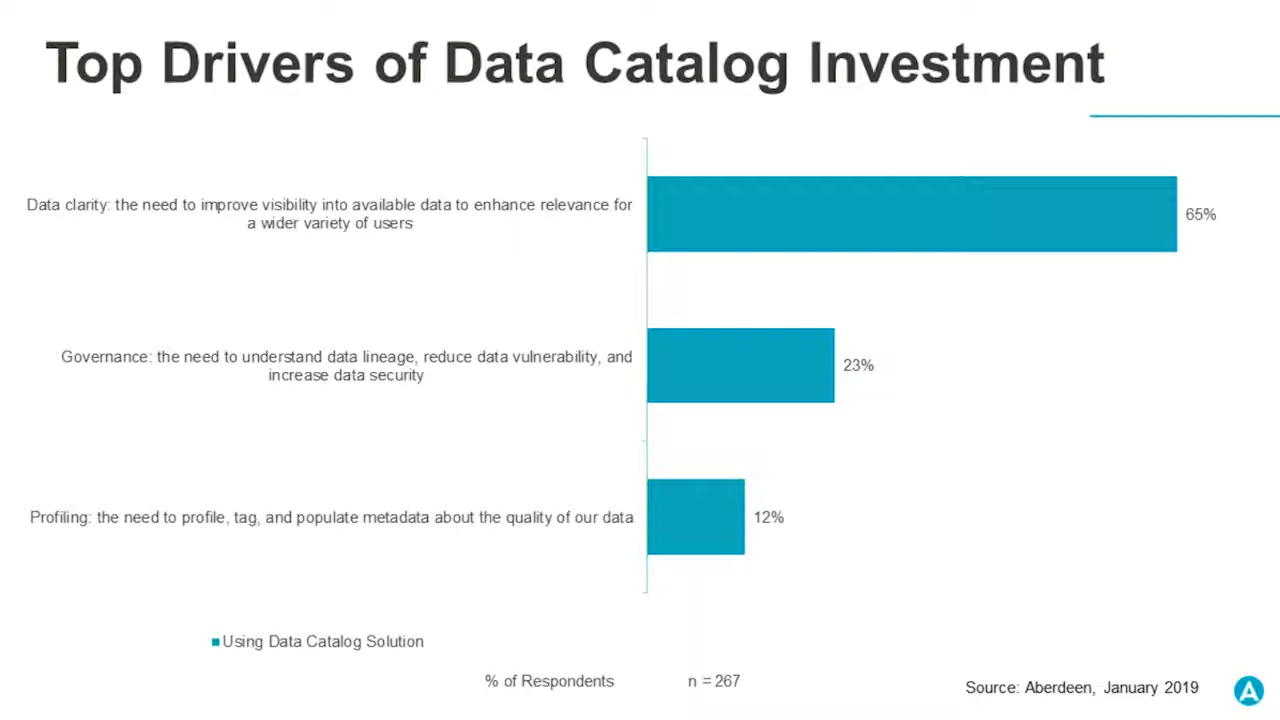 Top Drivers of Data Catalog Investment
Data clarity: the need to improve visibility into available data to enhance relevance for
a wider variety of users
65%
Governance: the need to understand data lineage, reduce data vulnerability, and
increase data security
23%
Profiling: the need to profile, tag, and populate metadata about the quality of our data
12%
Using Data Catalog Solution
% of Respondents
n = 267
Source: Aberdeen, January 2019
A